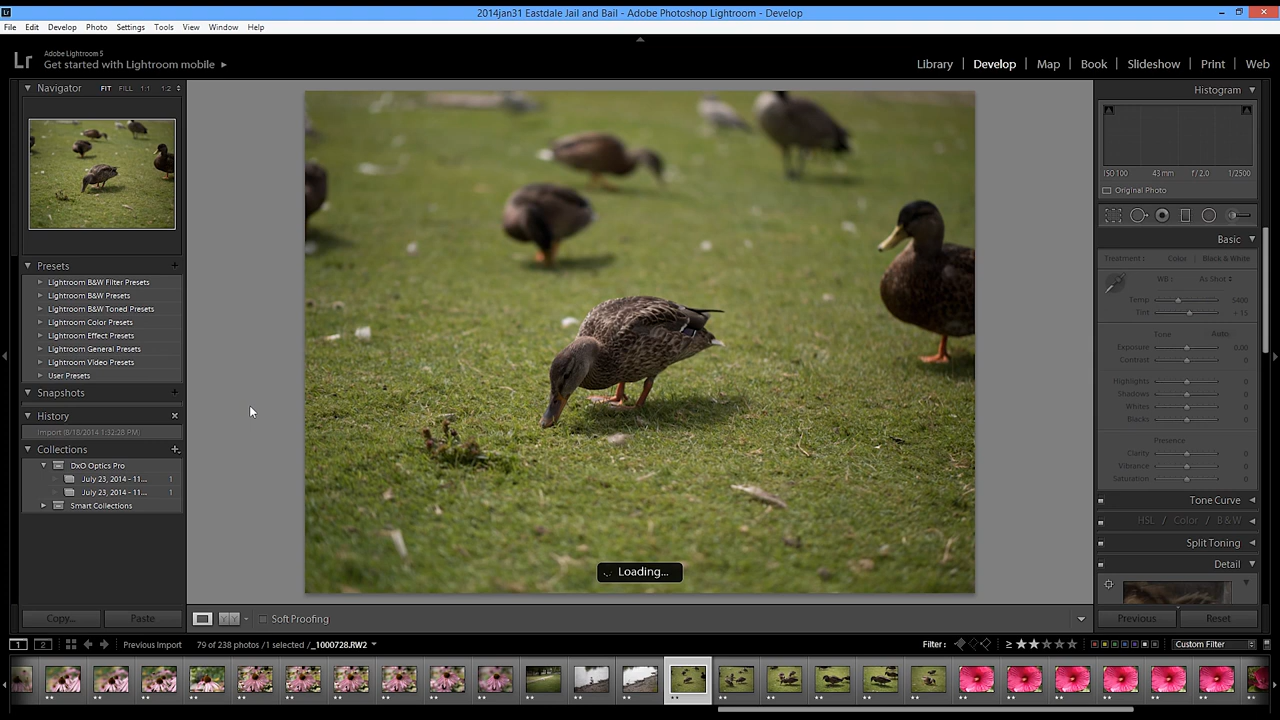 2014jan31 Eastdale Jail and Bail - Adobe Photoshop Lightroom - Develop
File Edit Develop Photo Settings Tools View Window Help
Lr Adobe Lightroom 5
Get started with Lightroom mobile
Library | Develop | Map | Book | Slideshow | Print | Web
Navigator FIT FILL 1:1 1:2
Histogram
ISO 100 43 mm f / 2.0 1/2500
Original Photo
Basic
Treatment : Color Black & White
WB : As Shot
Temp 5400
Tint + 15
Tone Auto
Exposure 0.00
Contrast 0
Highlights 0
Shadows 0
Whites 0
Blacks 0
Presence
Clarity 0
Vibrance 0
Saturation 0
Tone Curve
HSL / Color / B & W
Split Toning
Detail
Presets +
Lightroom B&W Filter Presets
Lightroom B&W Presets
Lightroom B&W Toned Presets
Lightroom Color Presets
Lightroom Effect Presets
Lightroom General Presets
Lightroom Video Presets
User Presets
Snapshots +
History
Import (8/18/2014 1:32:28 PM)
Collections +
DxO Optics Pro
July 23, 2014 - 11... 1
July 23, 2014 - 11... 1
Smart Collections
Loading...
Copy... Paste
Soft Proofing
Previous Reset
1 2 Previous Import 79 of 238 photos / 1 selected / _1000728.RW2
Filter : ≥ Custom Filter